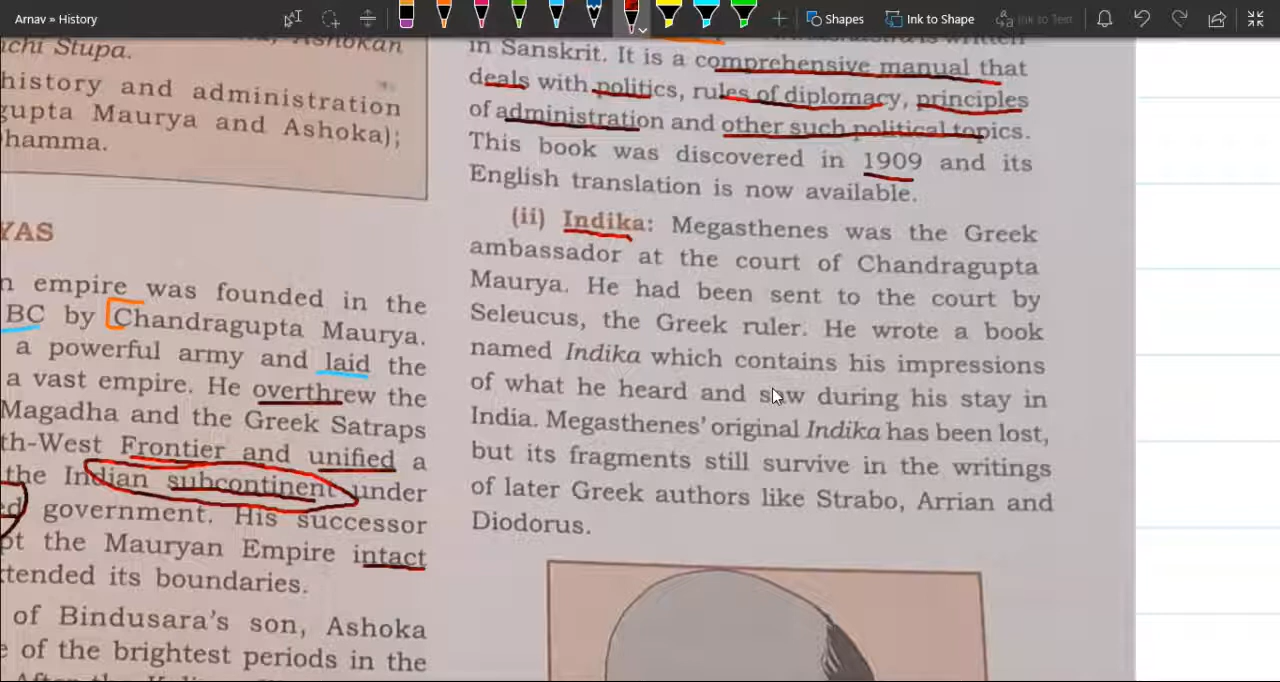 Arnav » History
Shapes
Ink to Shape
Ink to Text
Ashokan
ichi Stupa.
history and administration
gupta Maurya and Ashoka);
hamma.
YAS
n empire was founded in the
BC by Chandragupta Maurya.
a powerful army and laid the
a vast empire. He overthrew the
Magadha and the Greek Satraps
th-West Frontier and unified a
the Indian subcontinent under
ed government. His successor
pt the Mauryan Empire intact
xtended its boundaries.
of Bindusara's son, Ashoka
e of the brightest periods in the
in Sanskrit. It is a comprehensive manual that
deals with politics, rules of diplomacy, principles
of administration and other such political topics.
This book was discovered in 1909 and its
English translation is now available.
(ii) Indika: Megasthenes was the Greek
ambassador at the court of Chandragupta
Maurya. He had been sent to the court by
Seleucus, the Greek ruler. He wrote a book
named Indika which contains his impressions
of what he heard and saw during his stay in
India. Megasthenes' original Indika has been lost,
but its fragments still survive in the writings
of later Greek authors like Strabo, Arrian and
Diodorus.